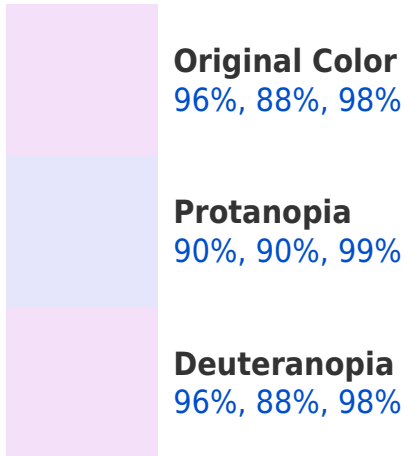 Original Color
96%, 88%, 98%
Protanopia
90%, 90%, 99%
Deuteranopia
96%, 88%, 98%